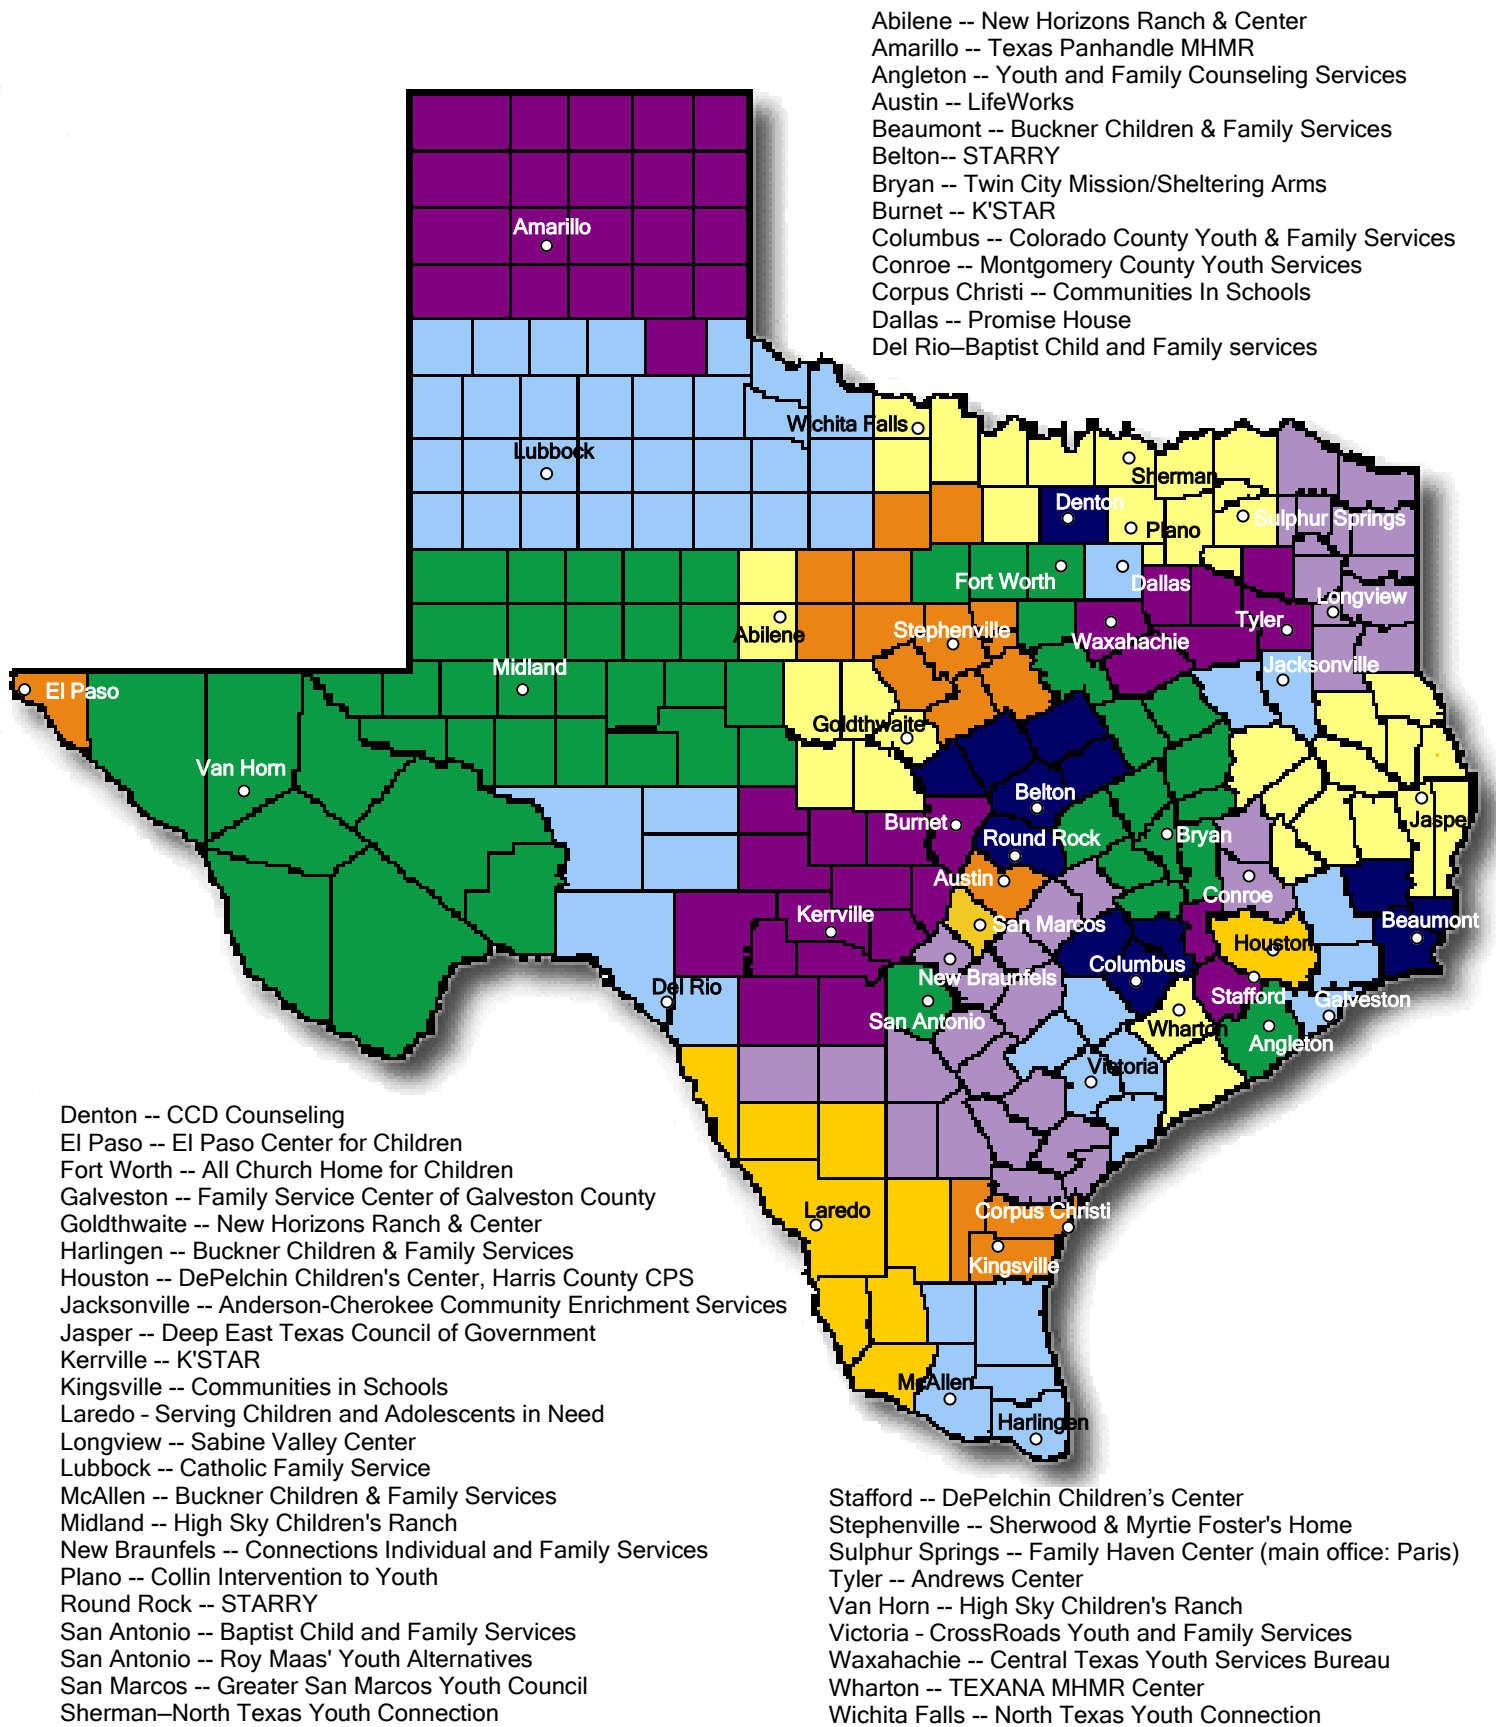 Abilene -- New Horizons Ranch & Center
Amarillo -- Texas Panhandle MHMR
Angleton -- Youth and Family Counseling Services
Austin -- LifeWorks
Beaumont -- Buckner Children & Family Services
Belton-- STARRY
Bryan -- Twin City Mission/Sheltering Arms
Burnet -- K'STAR
Columbus -- Colorado County Youth & Family Services
Conroe -- Montgomery County Youth Services
Corpus Christi -- Communities In Schools
Dallas -- Promise House
Del Rio–Baptist Child and Family services
Amarillo
Wichita Falls
Lubbock
Sherman
Denton
Plano
Sulphur Springs
Fort Worth
Dallas
Longview
Abilene
Stephenville
Waxahachie
Tyler
Midland
Jacksonville
El Paso
Goldthwaite
Van Horn
Belton
Burnet
Round Rock
Bryan
Jasper
Austin
Conroe
Kerrville
San Marcos
Houston
Beaumont
Columbus
New Braunfels
Del Rio
Stafford
Galveston
San Antonio
Wharton
Angleton
Victoria
Laredo
Corpus Christi
Kingsville
McAllen
Harlingen
Denton -- CCD Counseling
El Paso -- El Paso Center for Children
Fort Worth -- All Church Home for Children
Galveston -- Family Service Center of Galveston County
Goldthwaite -- New Horizons Ranch & Center
Harlingen -- Buckner Children & Family Services
Houston -- DePelchin Children's Center, Harris County CPS
Jacksonville -- Anderson-Cherokee Community Enrichment Services
Jasper -- Deep East Texas Council of Government
Kerrville -- K'STAR
Kingsville -- Communities in Schools
Laredo - Serving Children and Adolescents in Need
Longview -- Sabine Valley Center
Lubbock -- Catholic Family Service
McAllen -- Buckner Children & Family Services
Midland -- High Sky Children's Ranch
New Braunfels -- Connections Individual and Family Services
Plano -- Collin Intervention to Youth
Round Rock -- STARRY
San Antonio -- Baptist Child and Family Services
San Antonio -- Roy Maas' Youth Alternatives
San Marcos -- Greater San Marcos Youth Council
Sherman–North Texas Youth Connection
Stafford -- DePelchin Children’s Center
Stephenville -- Sherwood & Myrtie Foster's Home
Sulphur Springs -- Family Haven Center (main office: Paris)
Tyler -- Andrews Center
Van Horn -- High Sky Children's Ranch
Victoria - CrossRoads Youth and Family Services
Waxahachie -- Central Texas Youth Services Bureau
Wharton -- TEXANA MHMR Center
Wichita Falls -- North Texas Youth Connection